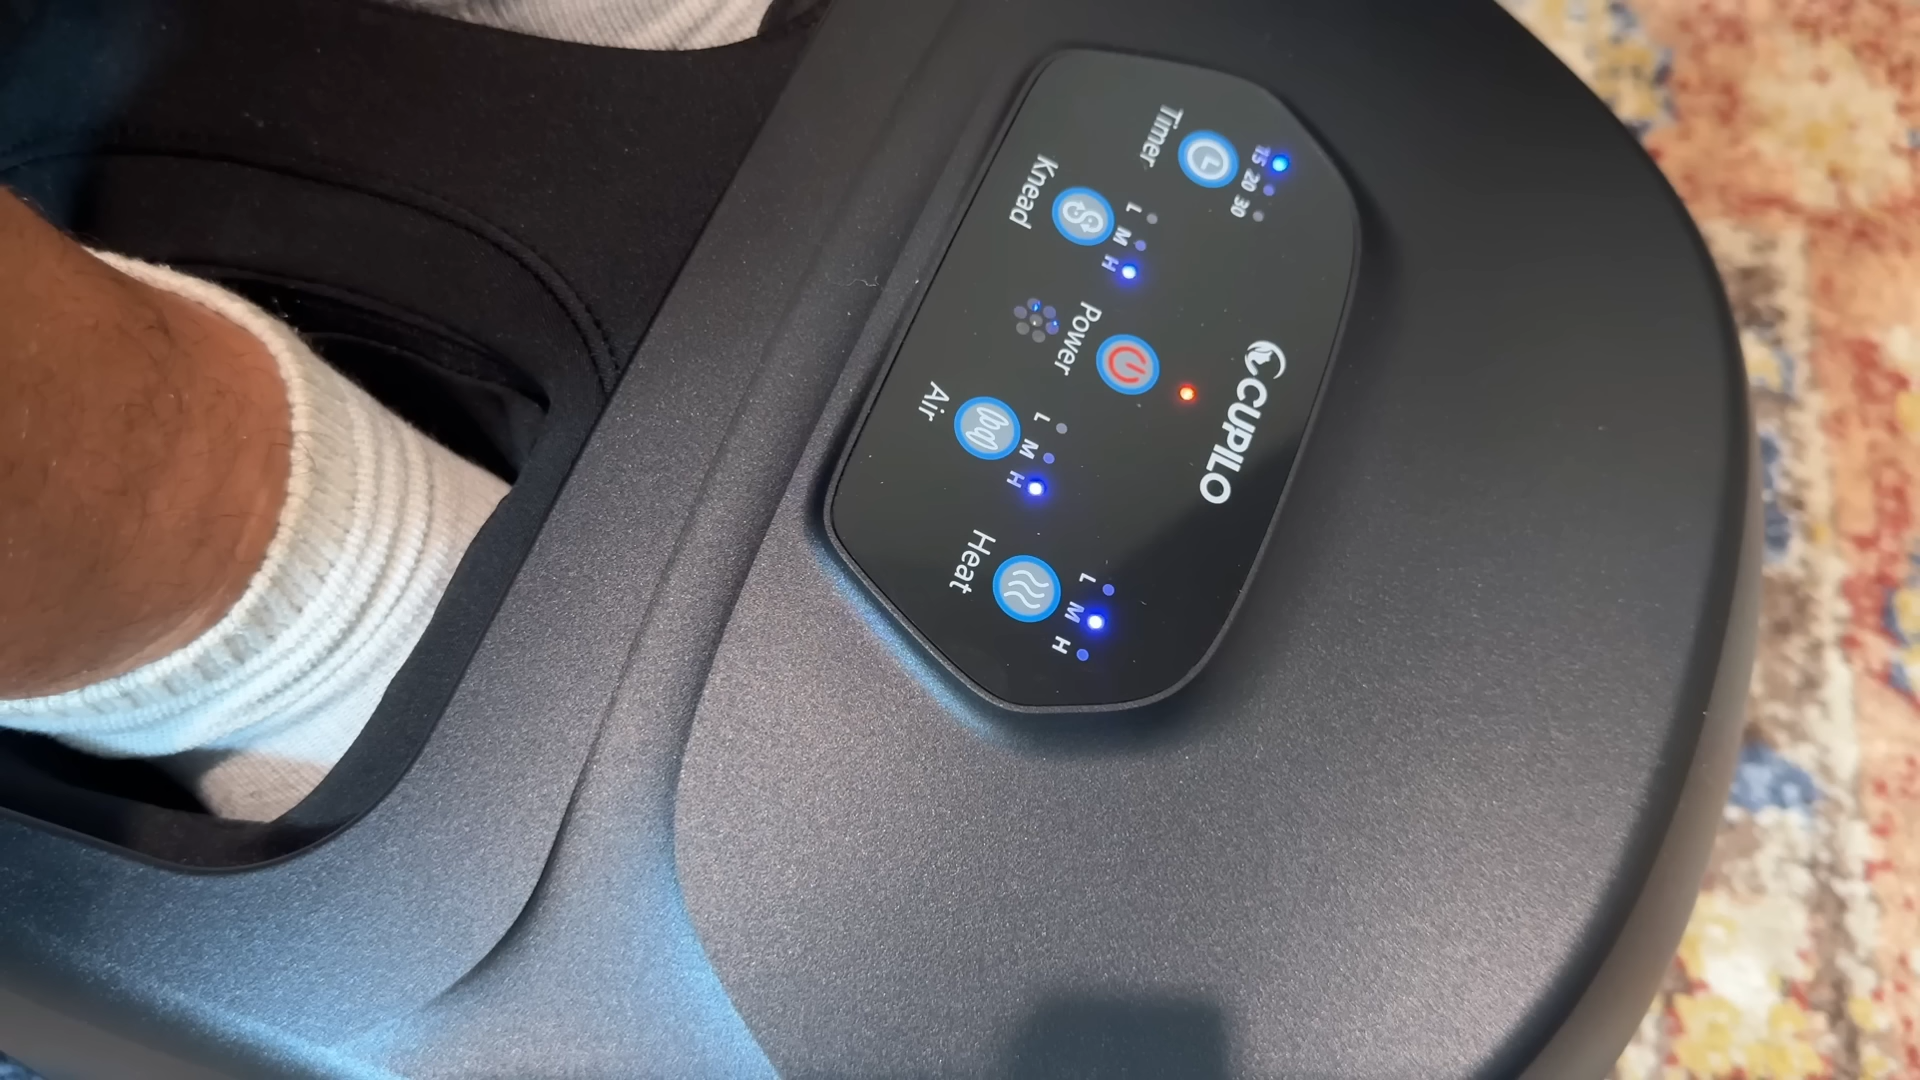 CUPILO
Timer
15 20 30
Knead
L M H
Power
Air
L M H
Heat
L M H